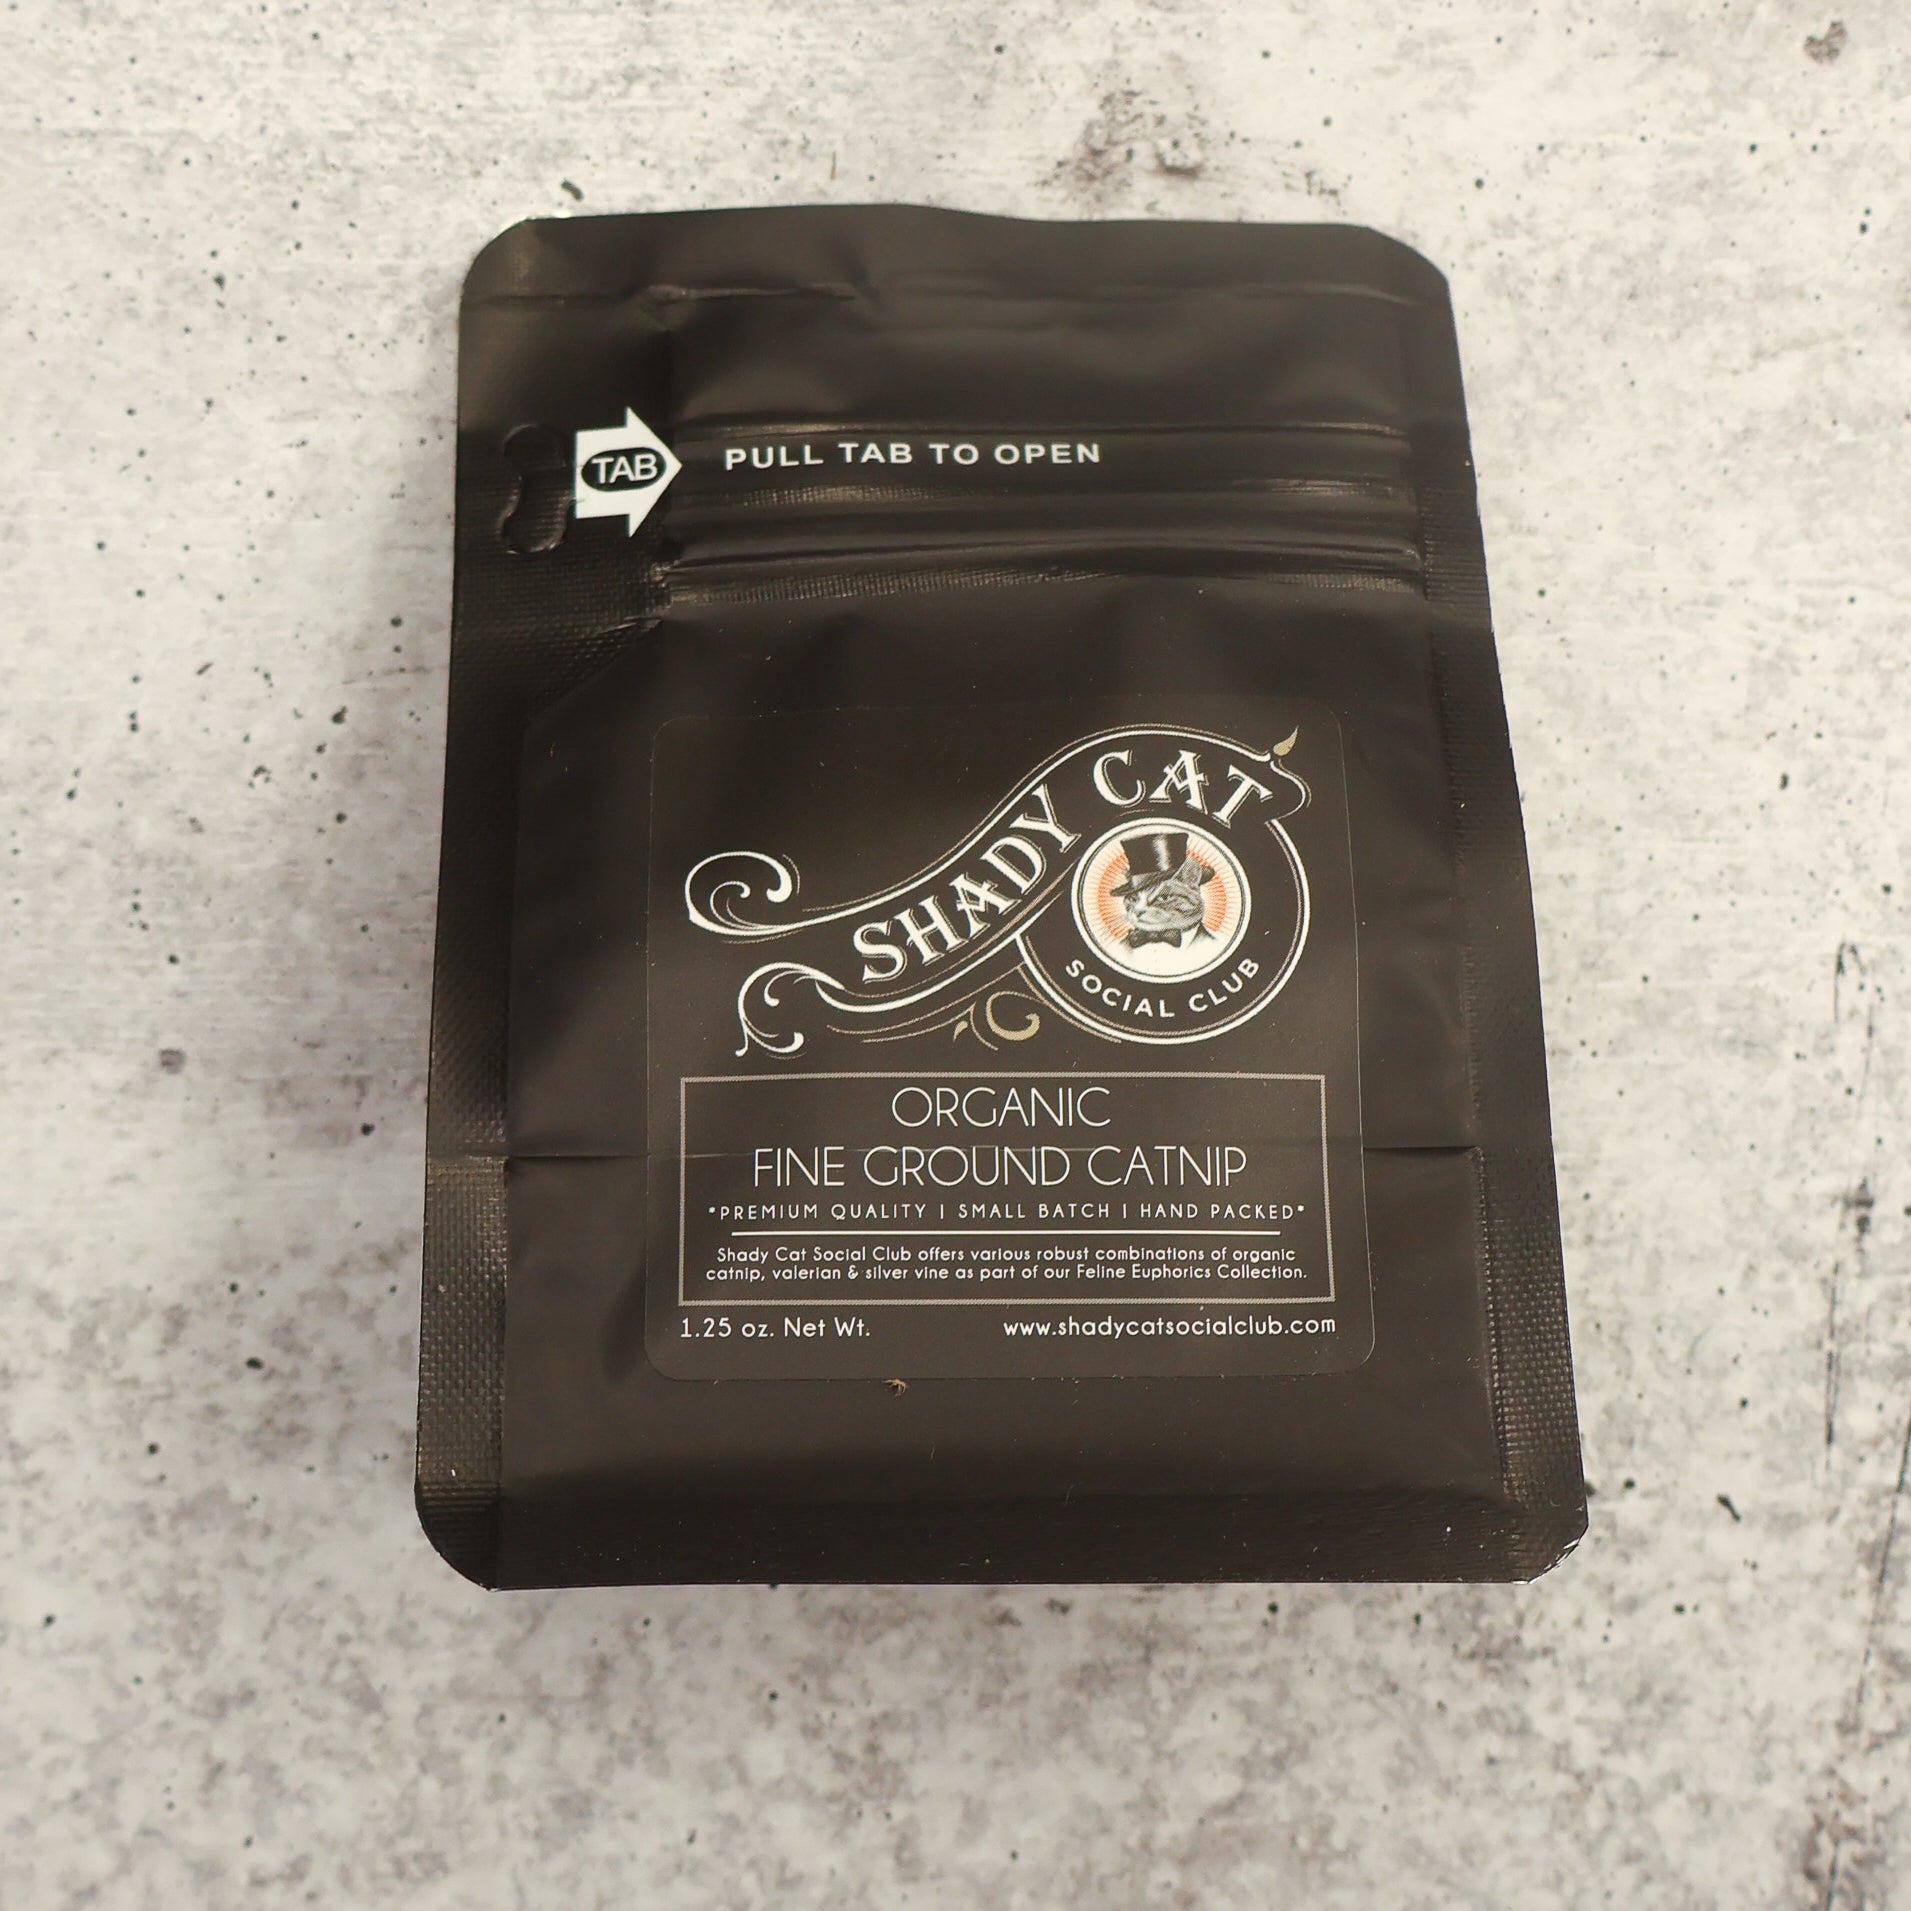 TAB PULL TAB TO OPEN
SHADY CAT
SOCIAL CLUB
ORGANIC
FINE GROUND CATNIP
*PREMIUM QUALITY | SMALL BATCH | HAND PACKED*
Shady Cat Social Club offers various robust combinations of organic
catnip, valerian & silver vine as part of our Feline Euphorics Collection.
1.25 oz. Net Wt. www.shadycatsocialclub.com